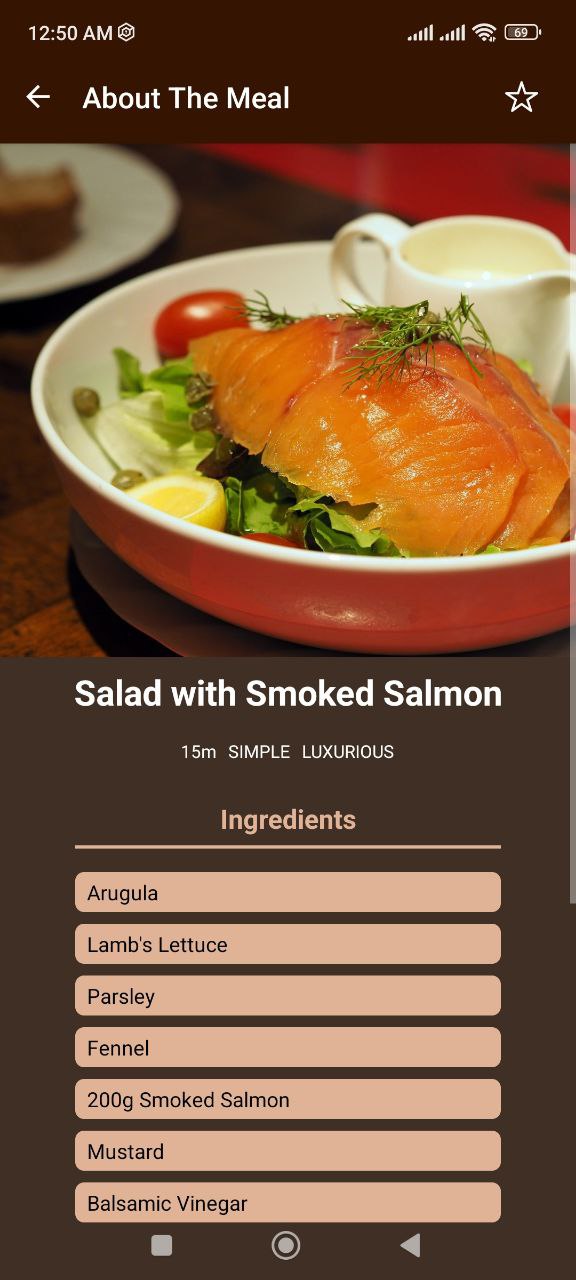 12:50 AM
69
About The Meal
Salad with Smoked Salmon
15m SIMPLE LUXURIOUS
Ingredients
Arugula
Lamb's Lettuce
Parsley
Fennel
200g Smoked Salmon
Mustard
Balsamic Vinegar